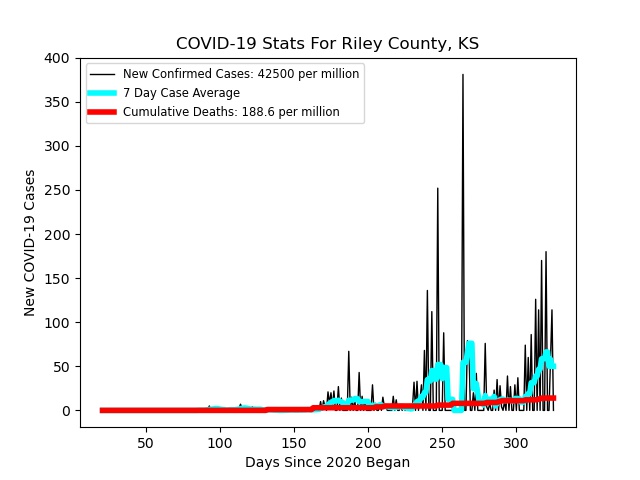 COVID-19 Stats For Riley County, KS
New Confirmed Cases: 42500 per million
7 Day Case Average
Cumulative Deaths: 188.6 per million
New COVID-19 Cases
400
350
300
250
200
150
100
50
0
50 100 150 200 250 300
Days Since 2020 Began